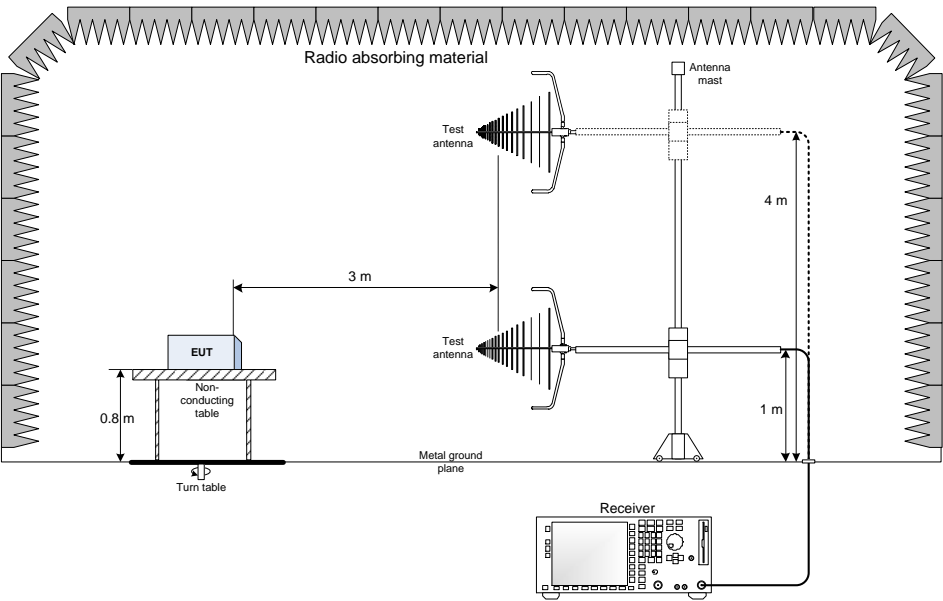 Radio absorbing material
Antenna
mast
Test
antenna
4 m
3 m
Test
antenna
EUT
Non-
conducting
table
0.8 m
1 m
Metal ground
plane
Turn table
Receiver